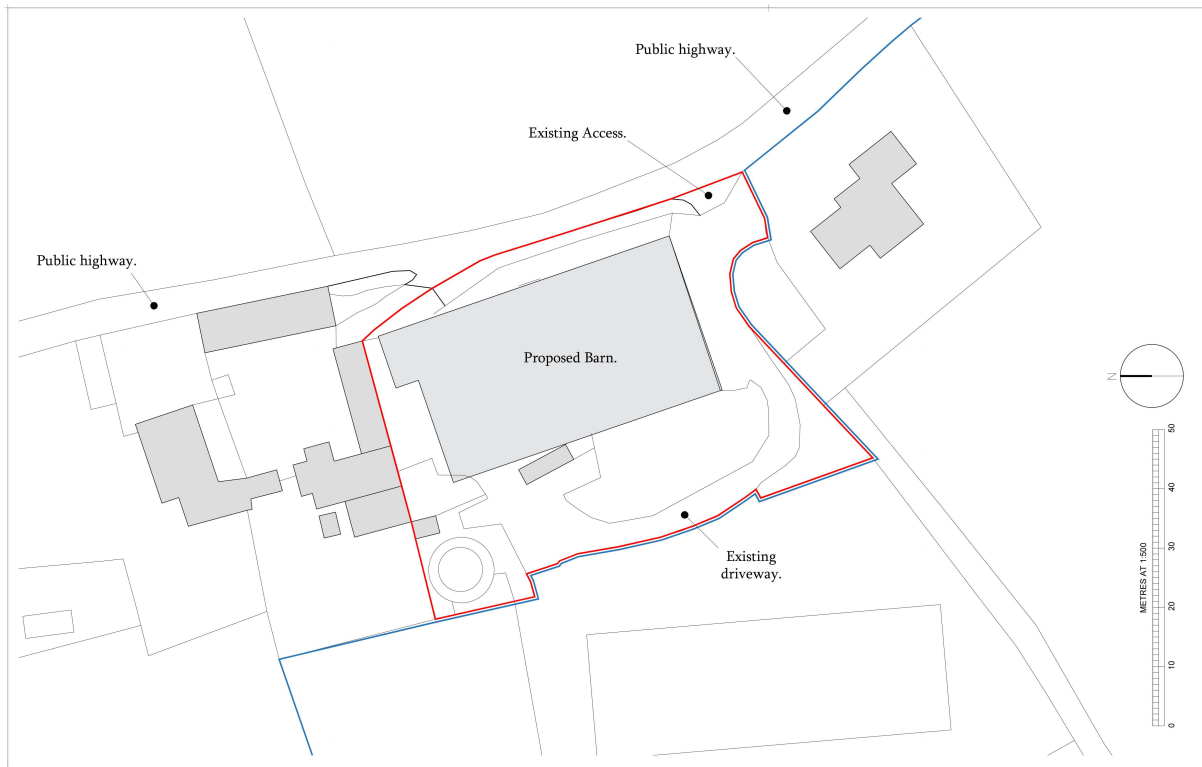 Public highway.
Existing Access.
Public highway.
Proposed Barn.
Existing
driveway.
N
METRES AT 1:500
50
40
30
20
10
0